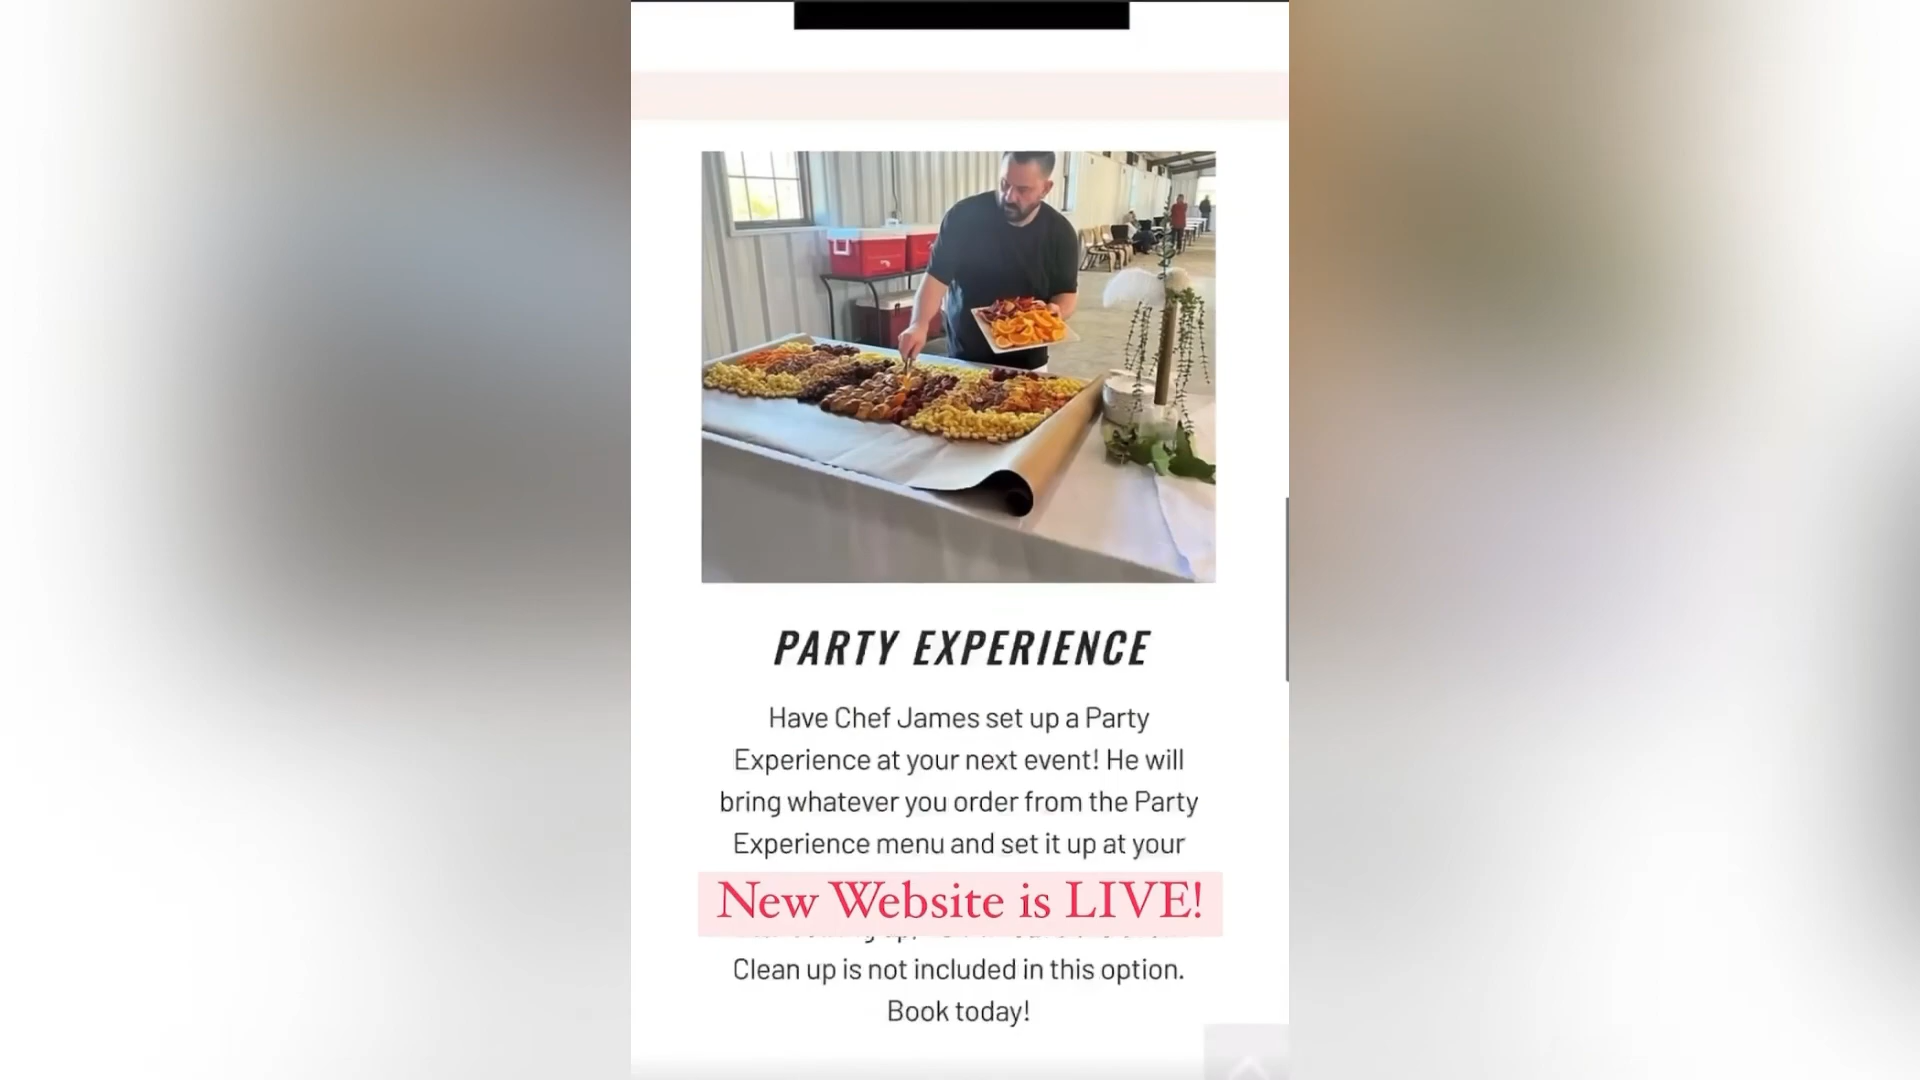 PARTY EXPERIENCE
Have Chef James set up a Party
Experience at your next event! He will
bring whatever you order from the Party
Experience menu and set it up at your
New Website is LIVE!
Clean up is not included in this option.
Book today!